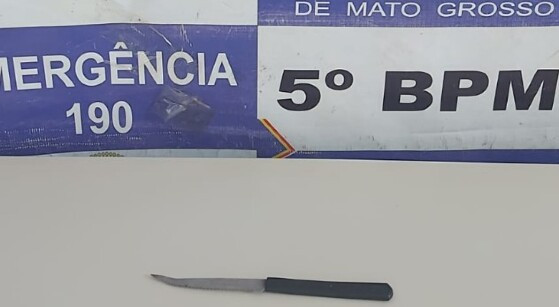 DE MATO GROSSO
MERGÊNCIA
190
5º BPM